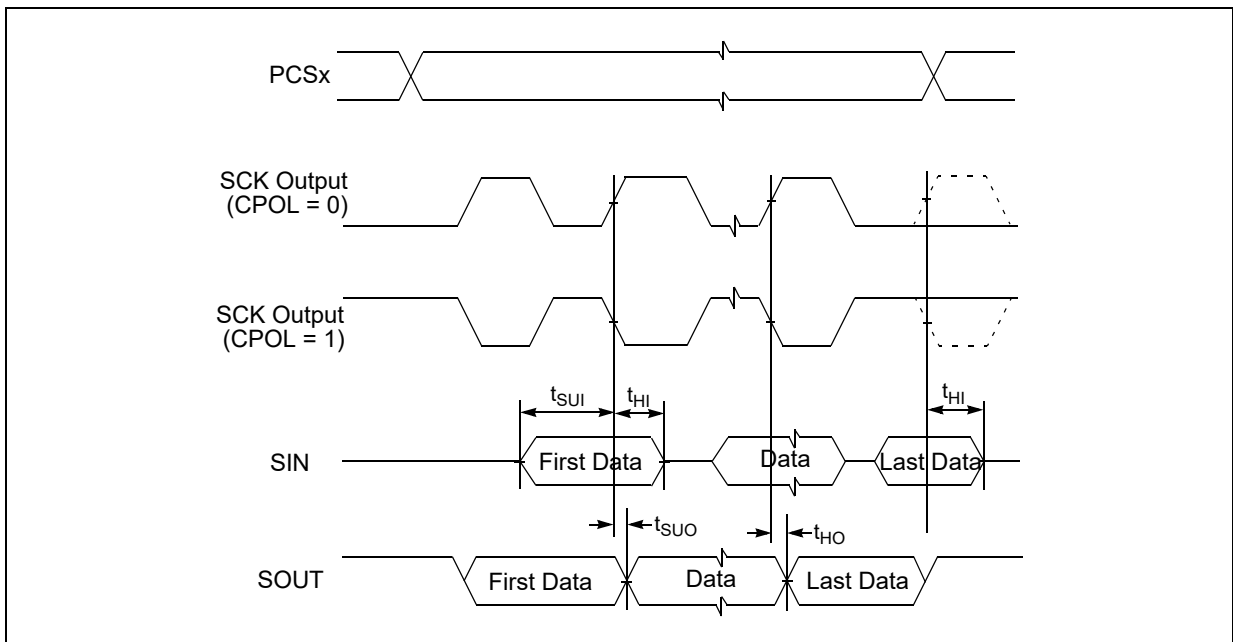 PCSx
SCK Output
(CPOL = 0)
SCK Output
(CPOL = 1)
tSUI
tHI
tHI
SIN
First Data
Data
Last Data
tSUO
tHO
SOUT
First Data
Data
Last Data